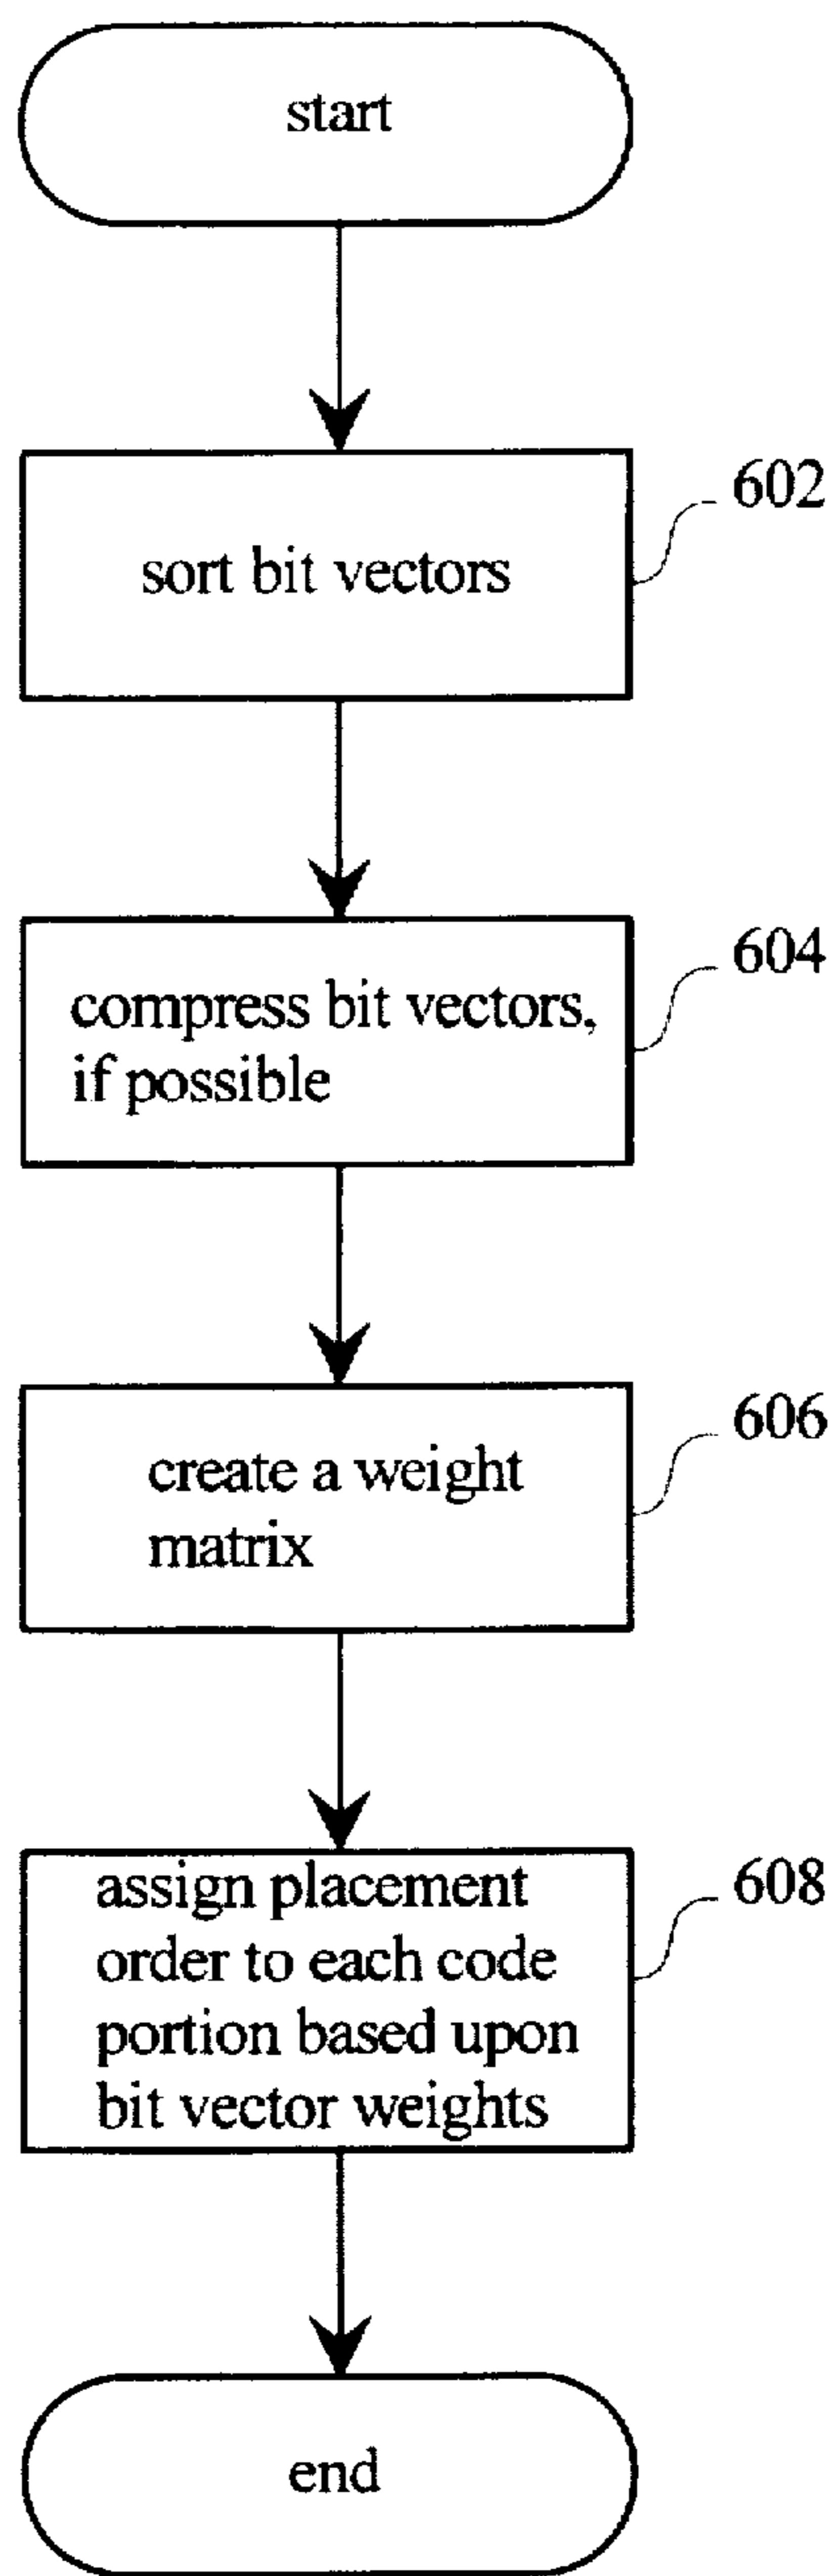 start
602
sort bit vectors
604
compress bit vectors,
if possible
606
create a weight
matrix
608
assign placement
order to each code
portion based upon
bit vector weights
end